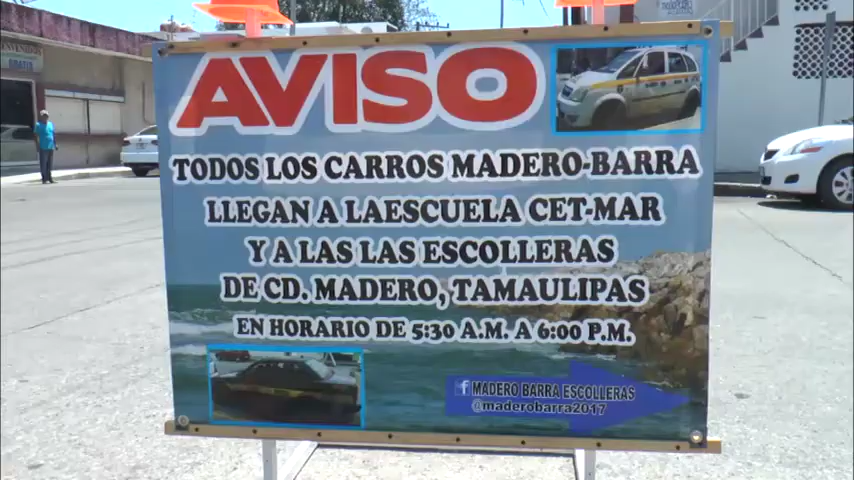 AVISO
TODOS LOS CARROS MADERO-BARRA
LLEGAN A LAESCUELA CET-MAR
Y A LAS LAS ESCOLLERAS
DE CD. MADERO, TAMAULIPAS
EN HORARIO DE 5:30 A.M. A 6:00 P.M.
f MADERO BARRA ESCOLLERAS
@maderobarra2017